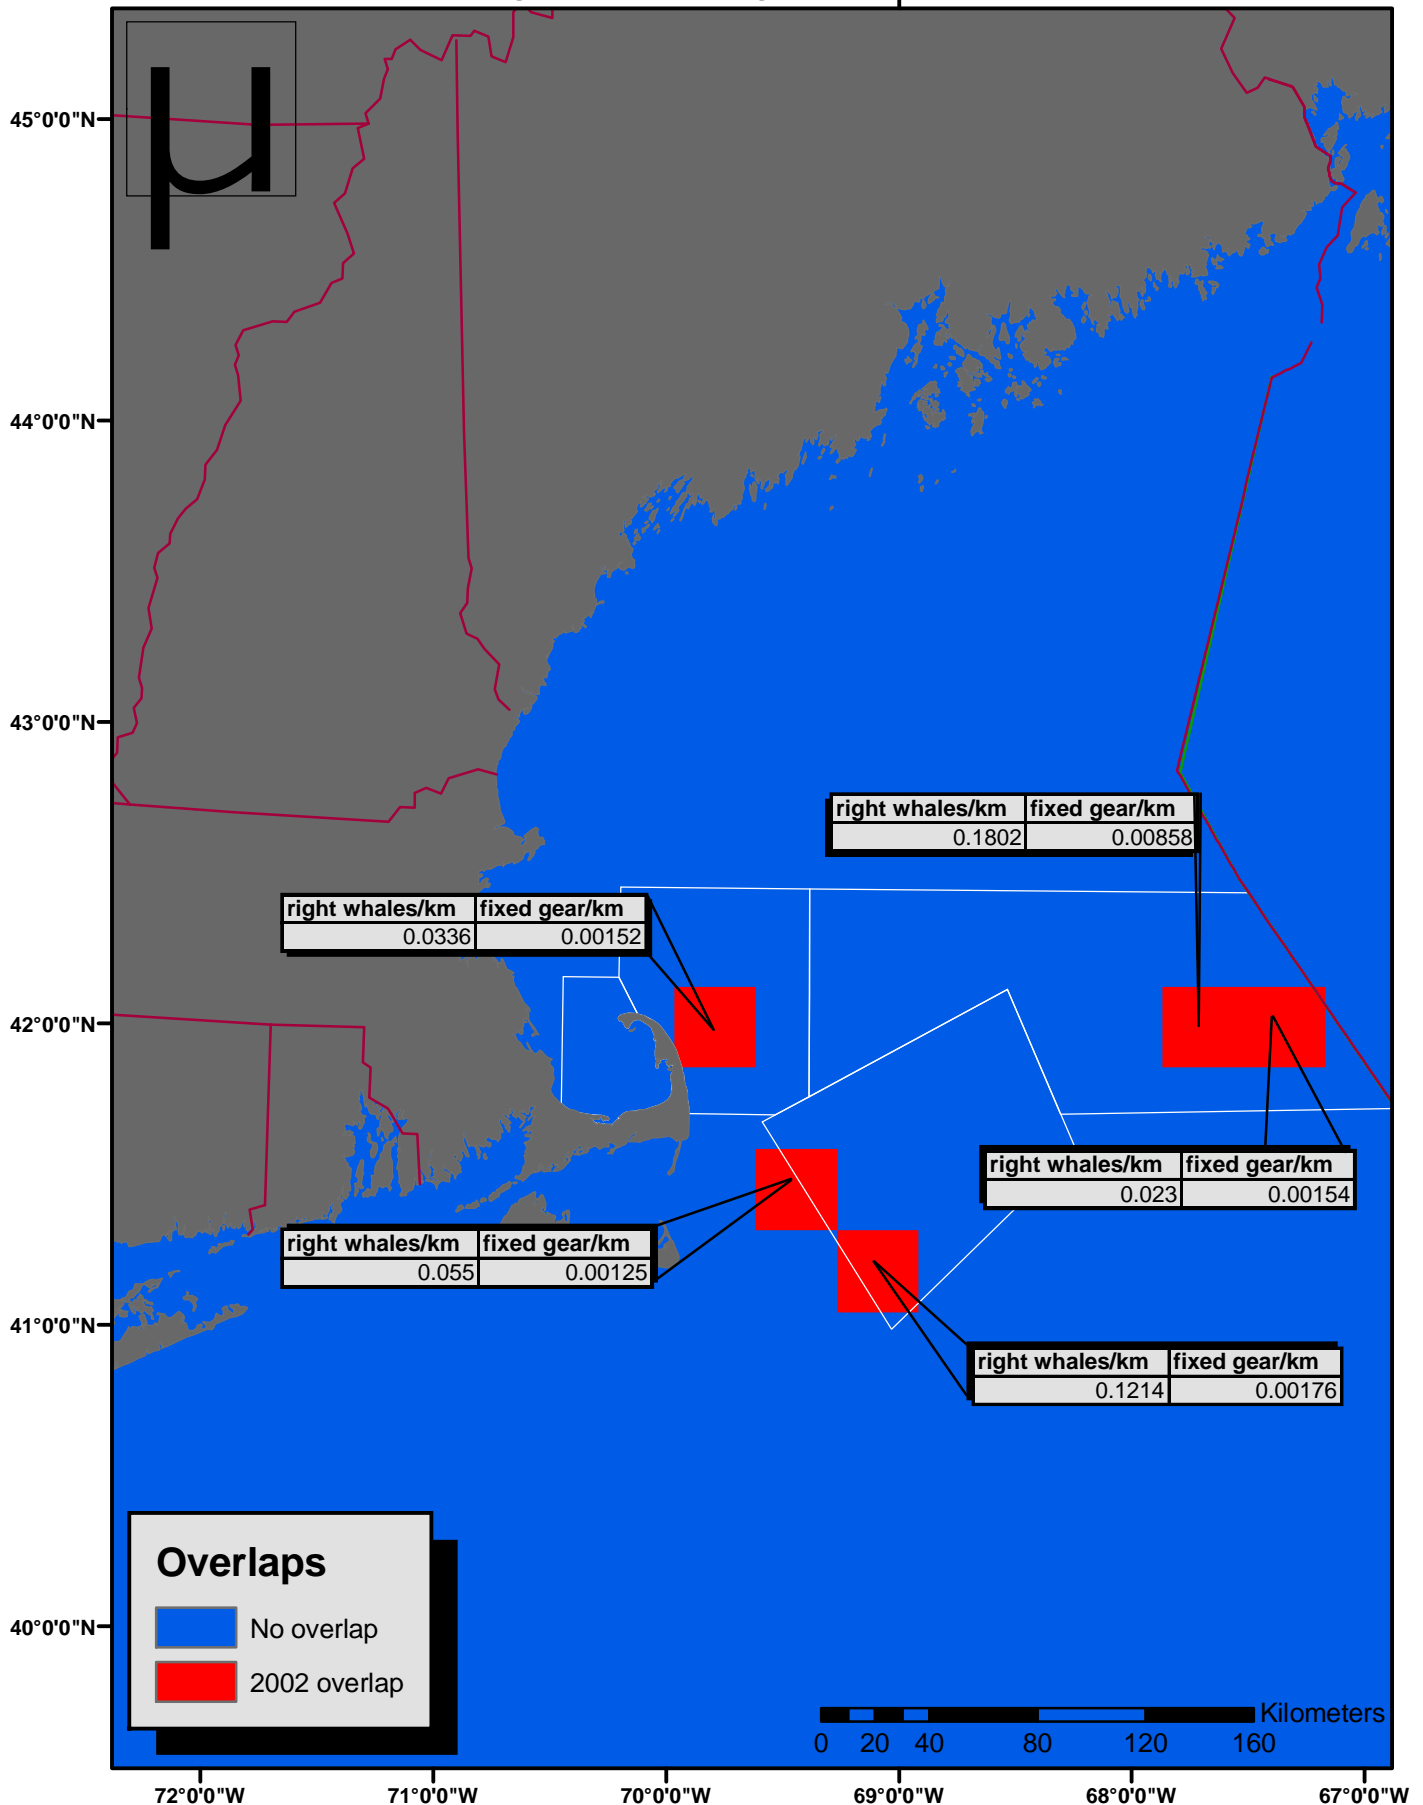 µ
45°0'0"N
44°0'0"N
43°0'0"N
right whales/km fixed gear/km
0.1802 0.00858
right whales/km fixed gear/km
0.0336 0.00152
42°0'0"N
right whales/km fixed gear/km
0.023 0.00154
right whales/km fixed gear/km
0.055 0.00125
41°0'0"N
right whales/km fixed gear/km
0.1214 0.00176
Overlaps
No overlap
2002 overlap
40°0'0"N
Kilometers
0 20 40 80 120 160
72°0'0"W 71°0'0"W 70°0'0"W 69°0'0"W 68°0'0"W 67°0'0"W